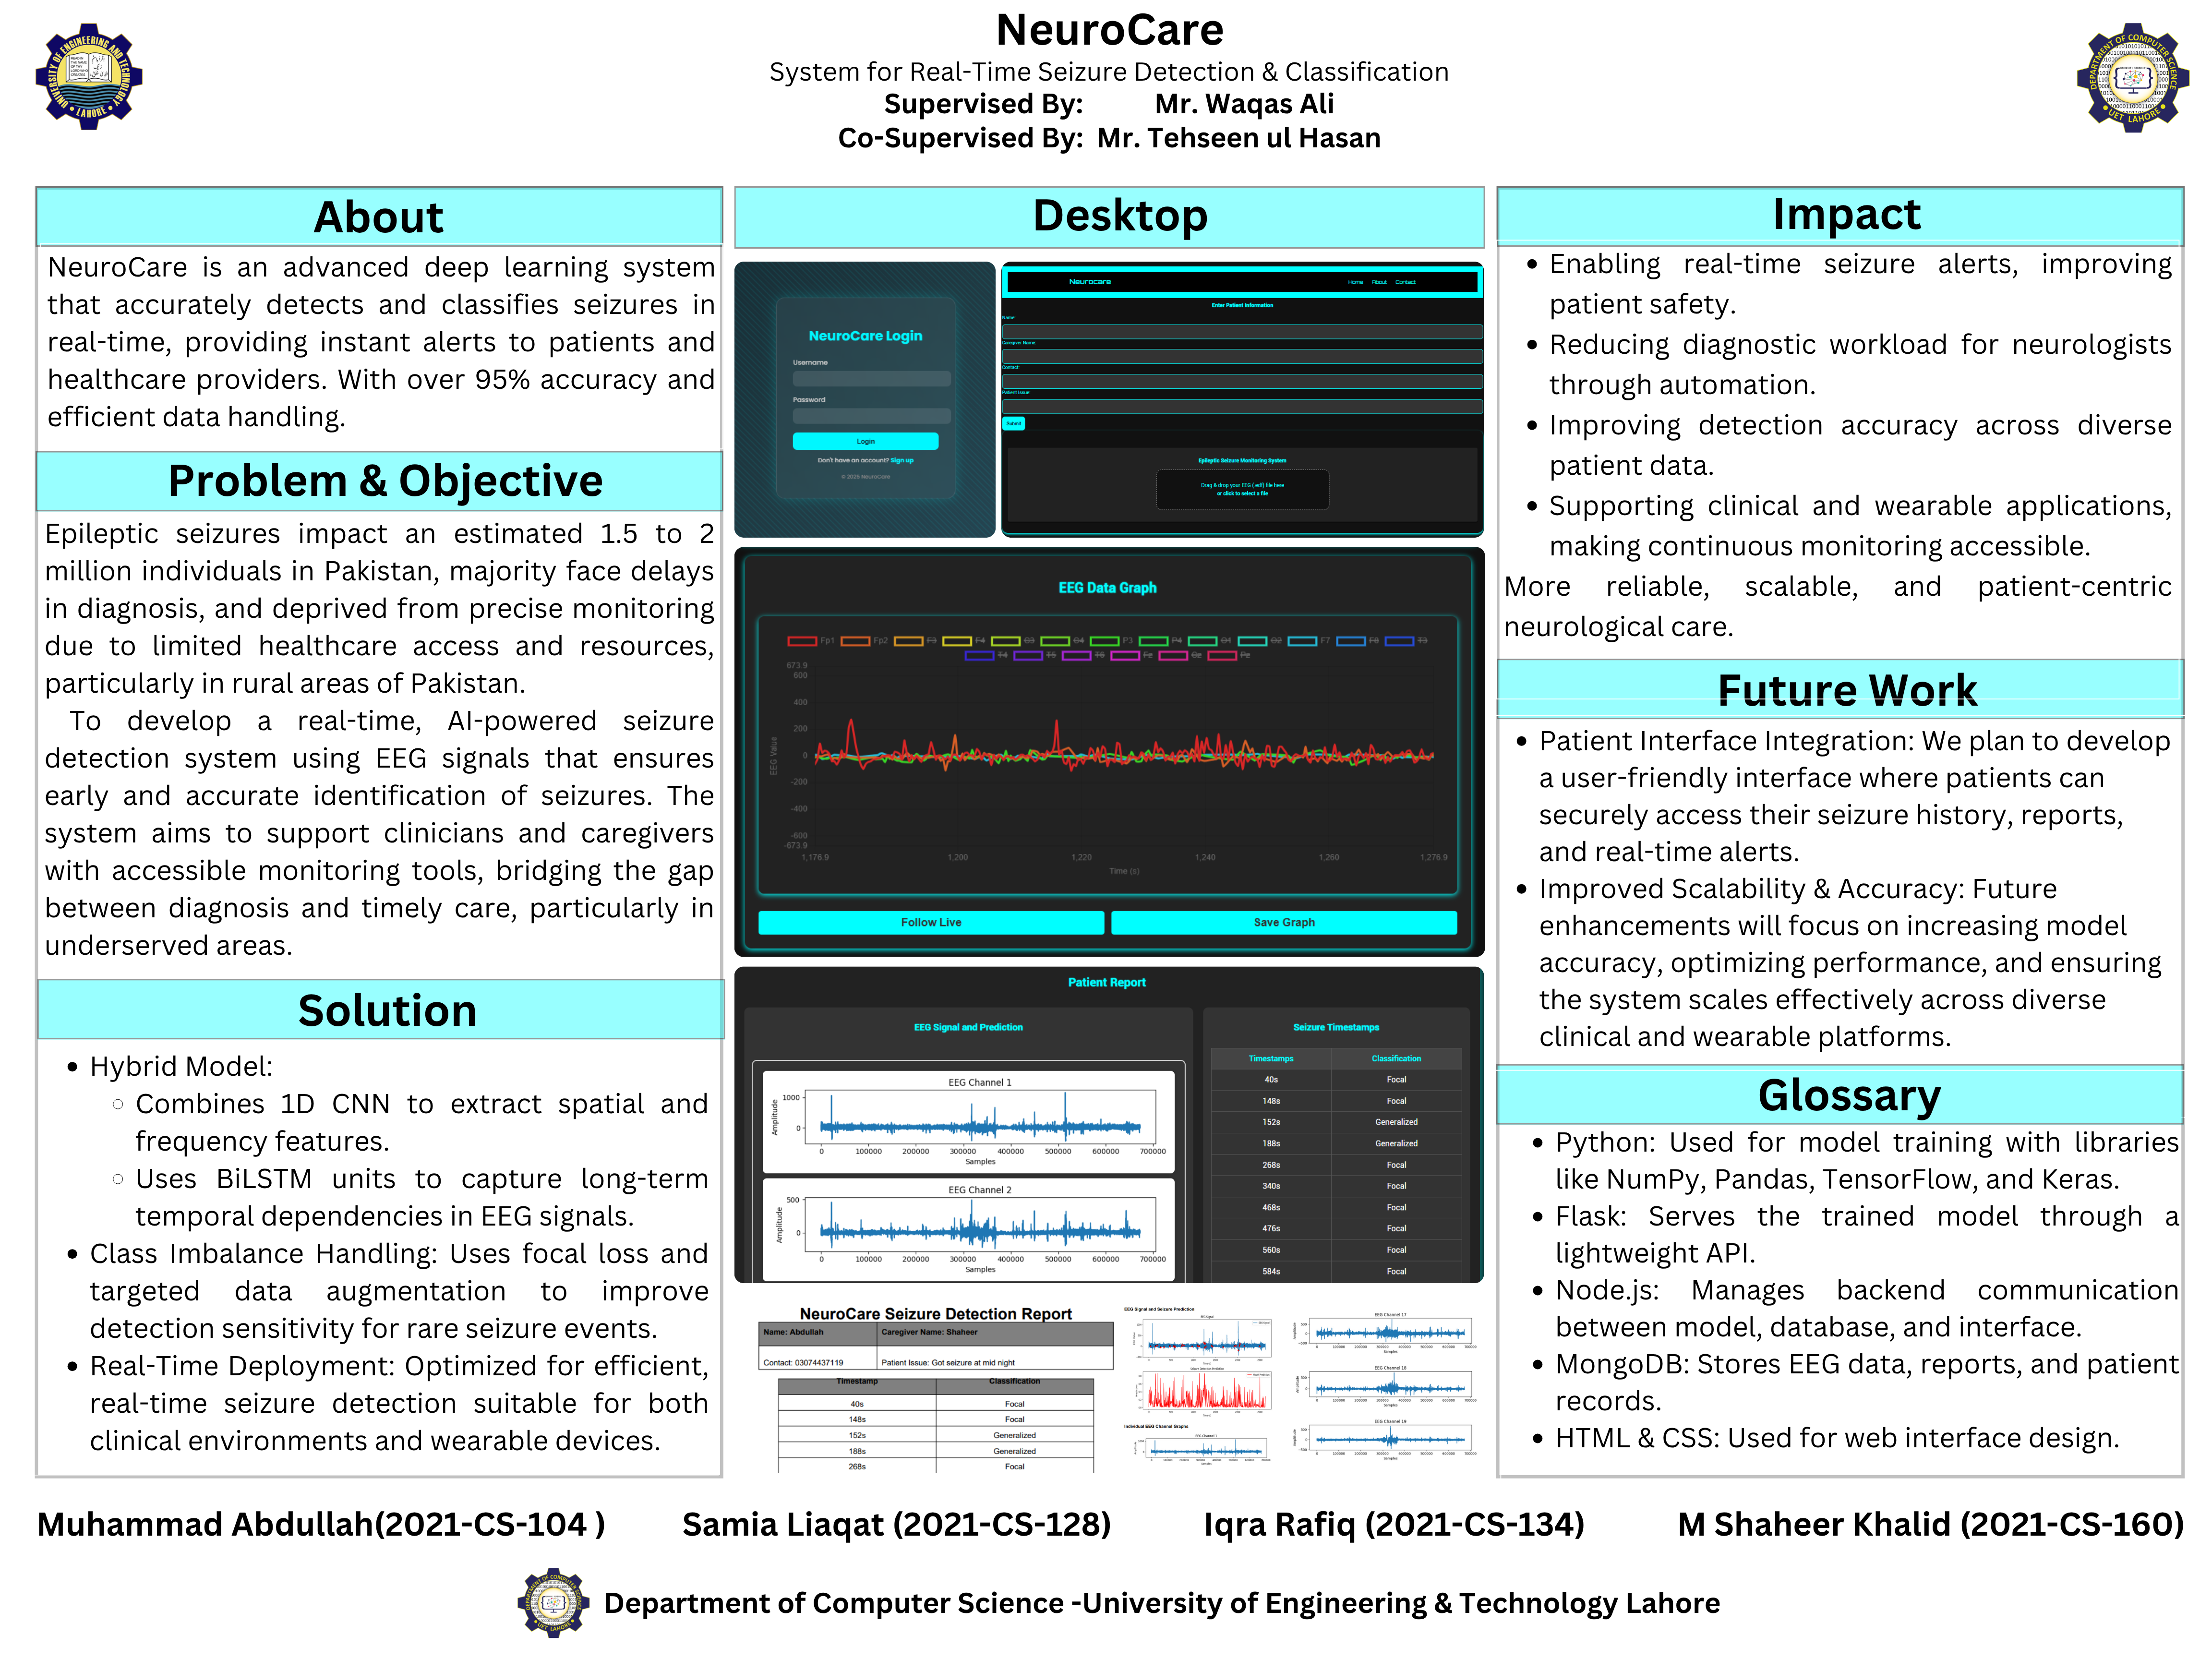 NeuroCare
System for Real-Time Seizure Detection & Classification
Supervised By: Mr. Waqas Ali
Co-Supervised By: Mr. Tehseen ul Hasan
UNIVERSITY OF ENGINEERING AND TECHNOLOGY
LAHORE
DEPARTMENT OF COMPUTER SCIENCE
UET LAHORE
About
NeuroCare is an advanced deep learning system
that accurately detects and classifies seizures in
real-time, providing instant alerts to patients and
healthcare providers. With over 95% accuracy and
efficient data handling.
Problem & Objective
Epileptic seizures impact an estimated 1.5 to 2
million individuals in Pakistan, majority face delays
in diagnosis, and deprived from precise monitoring
due to limited healthcare access and resources,
particularly in rural areas of Pakistan.
To develop a real-time, AI-powered seizure
detection system using EEG signals that ensures
early and accurate identification of seizures. The
system aims to support clinicians and caregivers
with accessible monitoring tools, bridging the gap
between diagnosis and timely care, particularly in
underserved areas.
Solution
• Hybrid Model:
◦ Combines 1D CNN to extract spatial and
frequency features.
◦ Uses BiLSTM units to capture long-term
temporal dependencies in EEG signals.
• Class Imbalance Handling: Uses focal loss and
targeted data augmentation to improve
detection sensitivity for rare seizure events.
• Real-Time Deployment: Optimized for efficient,
real-time seizure detection suitable for both
clinical environments and wearable devices.
Desktop
NeuroCare Login
Username
Password
Login
Don't have an account? Sign up
© 2025 NeuroCare
Neurocare
Home About Contact
Enter Patient Information
Name:
Caregiver Name:
Contact:
Patient Issue:
Submit
Epileptic Seizure Monitoring System
Drag & drop your EEG (.edf) file here
or click to select a file
EEG Data Graph
Fp1 Fp2 F3 F4 C3 C4 P3 P4 O1 O2 F7 F8 T3
T4 T5 T6 Fz Cz Pz
673.9
600
400
200
0
-200
-400
-600
-673.9
EEG Value
1,176.9 1,200 1,220 1,240 1,260 1,276.9
Time (s)
Follow Live
Save Graph
Patient Report
EEG Signal and Prediction
EEG Channel 1
1000
0
Amplitude
0 100000 200000 300000 400000 500000 600000 700000
Samples
EEG Channel 2
500
0
Amplitude
0 100000 200000 300000 400000 500000 600000 700000
Samples
Seizure Timestamps
Timestamps Classification
40s Focal
148s Focal
152s Generalized
188s Generalized
268s Focal
340s Focal
468s Focal
476s Focal
560s Focal
584s Focal
NeuroCare Seizure Detection Report
Name: Abdullah Caregiver Name: Shaheer
Contact: 03074437119 Patient Issue: Got seizure at mid night
Timestamp Classification
40s Focal
148s Focal
152s Generalized
188s Generalized
268s Focal
EEG Signal and Seizure Prediction
Individual EEG Channel Graphs
EEG Channel 1
EEG Channel 17
Samples
EEG Channel 18
Samples
EEG Channel 19
Samples
Impact
• Enabling real-time seizure alerts, improving
patient safety.
• Reducing diagnostic workload for neurologists
through automation.
• Improving detection accuracy across diverse
patient data.
• Supporting clinical and wearable applications,
making continuous monitoring accessible.
More reliable, scalable, and patient-centric
neurological care.
Future Work
• Patient Interface Integration: We plan to develop
a user-friendly interface where patients can
securely access their seizure history, reports,
and real-time alerts.
• Improved Scalability & Accuracy: Future
enhancements will focus on increasing model
accuracy, optimizing performance, and ensuring
the system scales effectively across diverse
clinical and wearable platforms.
Glossary
• Python: Used for model training with libraries
like NumPy, Pandas, TensorFlow, and Keras.
• Flask: Serves the trained model through a
lightweight API.
• Node.js: Manages backend communication
between model, database, and interface.
• MongoDB: Stores EEG data, reports, and patient
records.
• HTML & CSS: Used for web interface design.
Muhammad Abdullah(2021-CS-104 ) Samia Liaqat (2021-CS-128) Iqra Rafiq (2021-CS-134) M Shaheer Khalid (2021-CS-160)
Department of Computer Science -University of Engineering & Technology Lahore